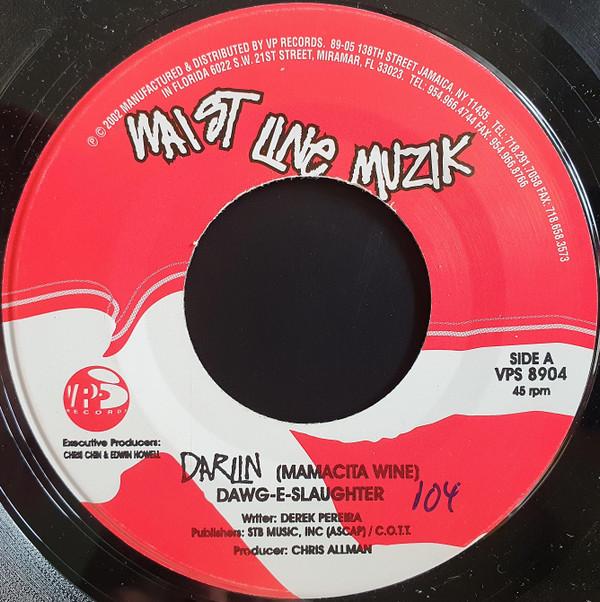 ℗ © 2002 MANUFACTURED & DISTRIBUTED BY VP RECORDS. 89-05 138TH STREET, JAMAICA, NY 11435 TEL: 718.291.7058 FAX: 718.658.3573
IN FLORIDA 6022 S.W. 21ST STREET, MIRAMAR, FL 33023. TEL. 954.966.4744 FAX: 954.966.8766
WAIST LINE MUZIK
SIDE A
VPS 8904
45 rpm
VP
RECORDS
Executive Producers:
CHRIS CHIN & EDWIN HOWELL
DARLIN (MAMACITA WINE)
DAWG-E-SLAUGHTER
104
Writer: DEREK PEREIRA
Publishers: STB MUSIC, INC (ASCAP) / C.O.T.T.
Producer: CHRIS ALLMAN